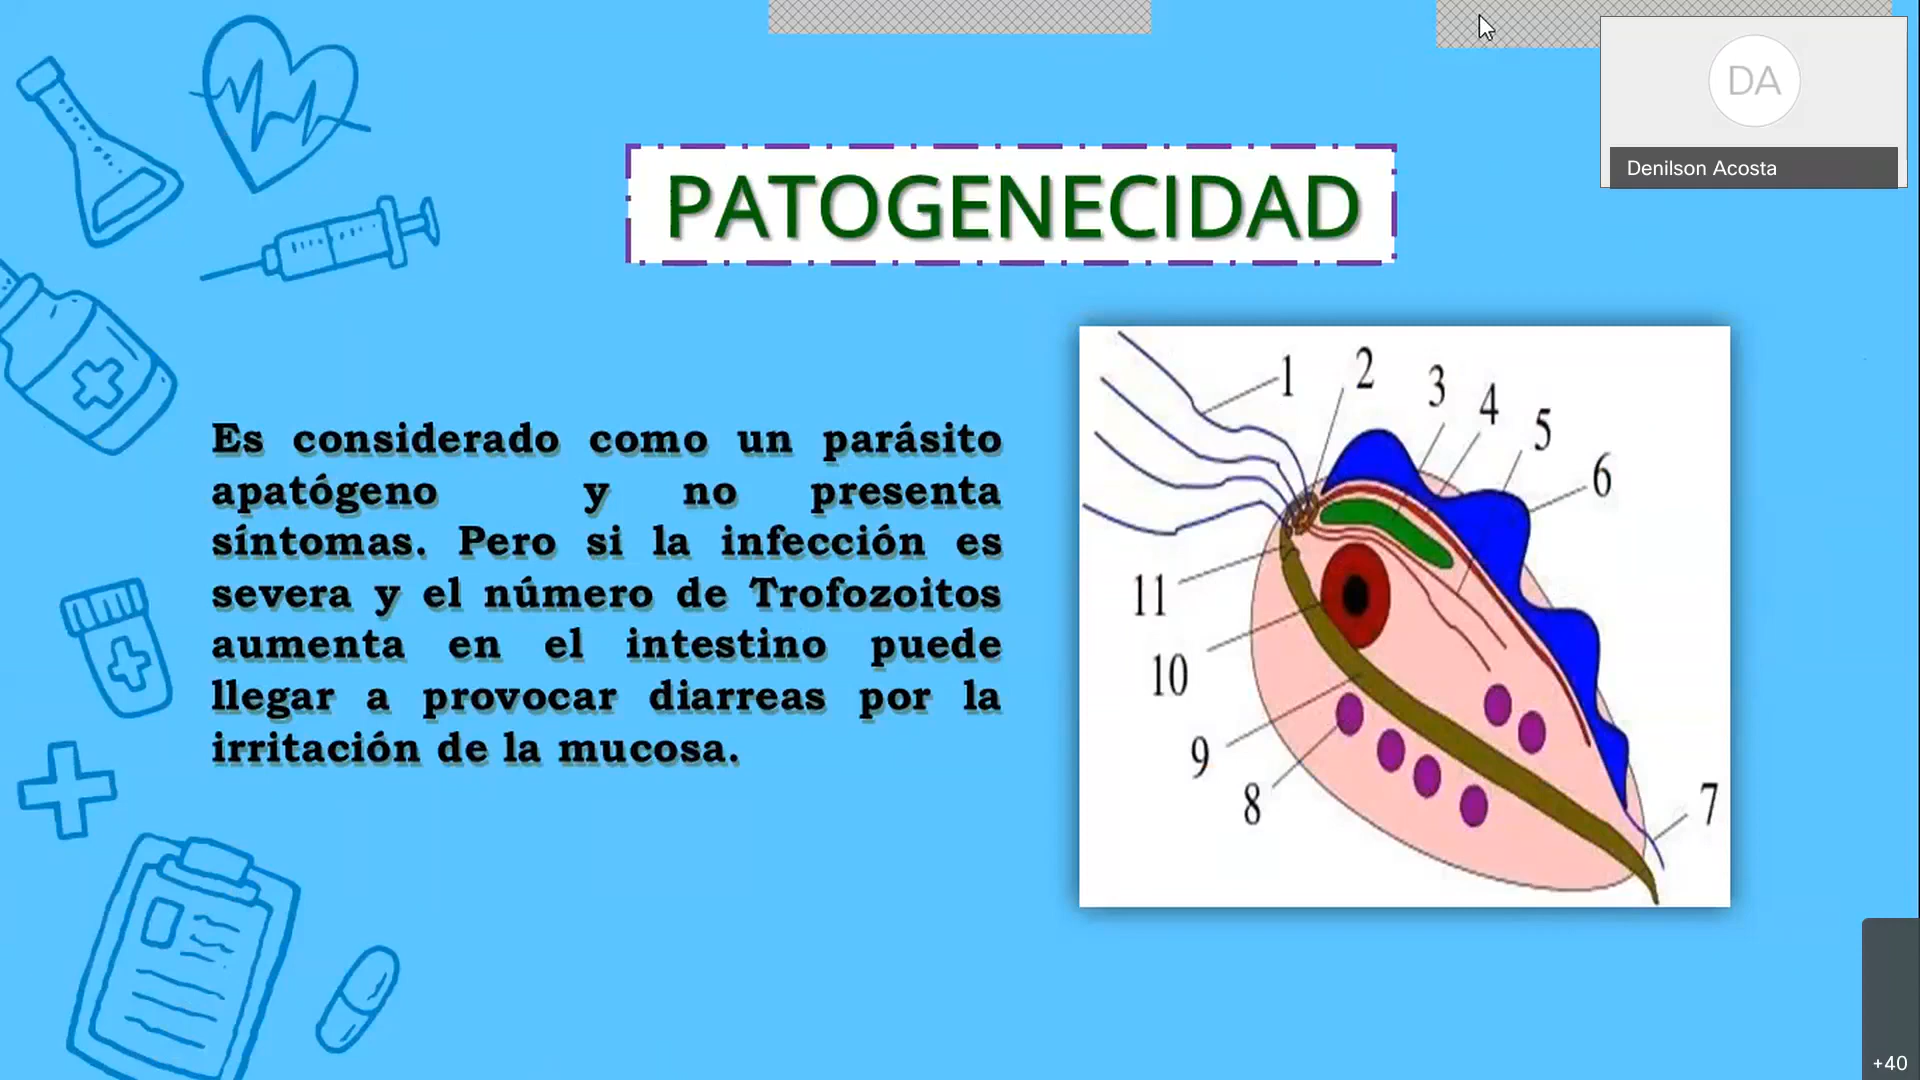 DA
Denilson Acosta
PATOGENECIDAD
Es considerado como un parásito
apatógeno y no presenta
síntomas. Pero si la infección es
severa y el número de Trofozoitos
aumenta en el intestino puede
llegar a provocar diarreas por la
irritación de la mucosa.
1
2
3
4
5
6
11
10
9
8
7
+40